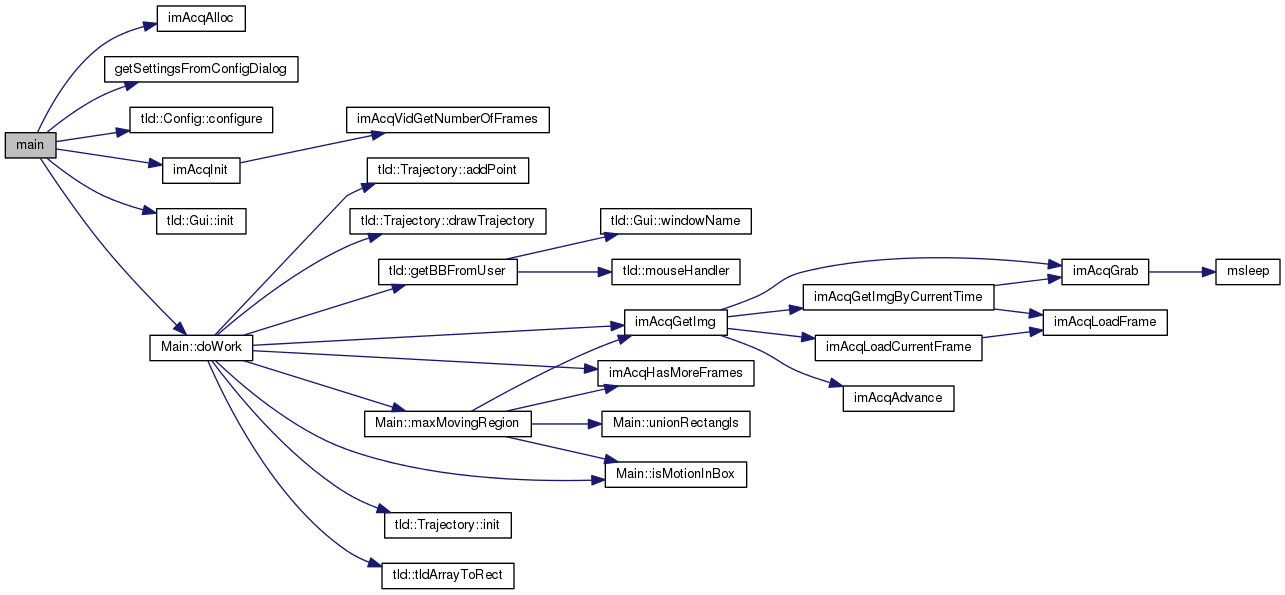 imAcqAlloc
getSettingsFromConfigDialog
tld::Config::configure
imAcqVidGetNumberOfFrames
main
imAcqInit
tld::Trajectory::addPoint
tld::Gui::init
tld::Trajectory::drawTrajectory
tld::Gui::windowName
tld::getBBFromUser
tld::mouseHandler
imAcqGrab
msleep
imAcqGetImgByCurrentTime
imAcqGetImg
imAcqLoadFrame
Main::doWork
imAcqLoadCurrentFrame
imAcqHasMoreFrames
imAcqAdvance
Main::maxMovingRegion
Main::unionRectangls
Main::isMotionInBox
tld::Trajectory::init
tld::tldArrayToRect